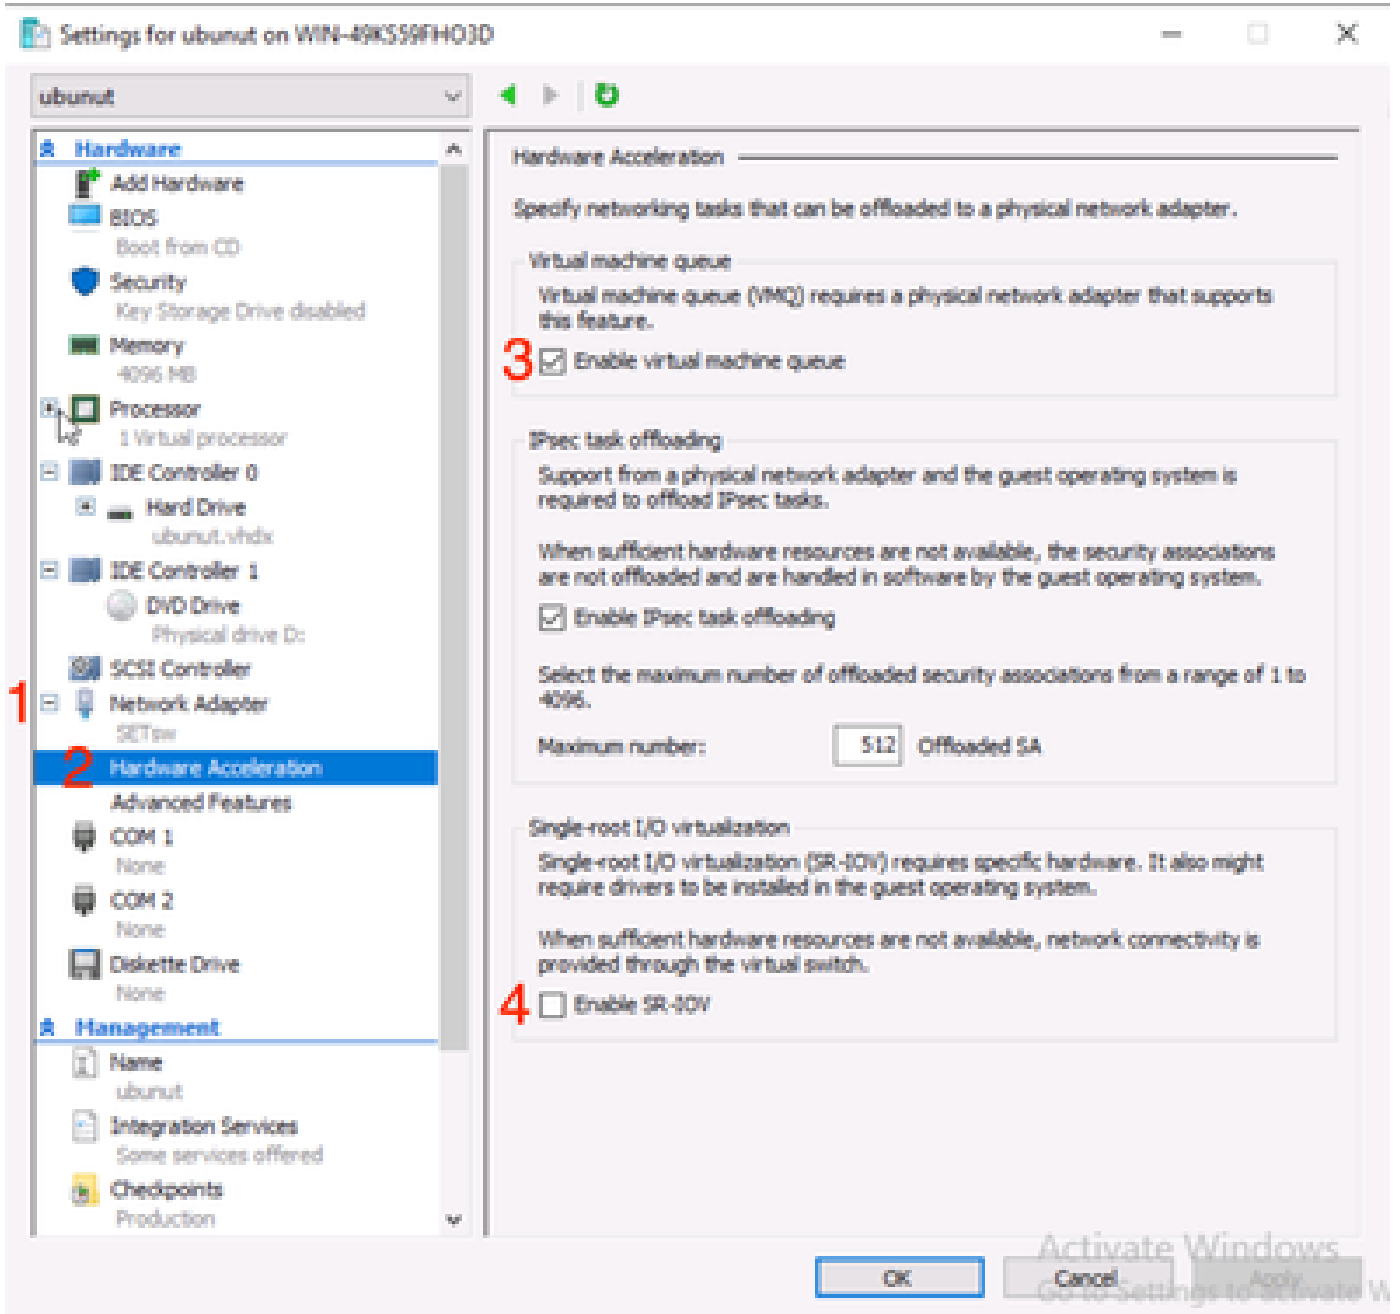 Settings for ubunut on WIN-49KS59FHO3D
ubunut
Hardware
Add Hardware
BIOS
Boot from CD
Security
Key Storage Drive disabled
Memory
4096 MB
Processor
1 Virtual processor
IDE Controller 0
Hard Drive
ubunut.vhdx
IDE Controller 1
DVD Drive
Physical drive D:
SCSI Controller
1 Network Adapter
SETsw
2 Hardware Acceleration
Advanced Features
COM 1
None
COM 2
None
Diskette Drive
None
Management
Name
ubunut
Integration Services
Some services offered
Checkpoints
Production
Hardware Acceleration
Specify networking tasks that can be offloaded to a physical network adapter.
Virtual machine queue
Virtual machine queue (VMQ) requires a physical network adapter that supports
this feature.
3 Enable virtual machine queue
IPsec task offloading
Support from a physical network adapter and the guest operating system is
required to offload IPsec tasks.
When sufficient hardware resources are not available, the security associations
are not offloaded and are handled in software by the guest operating system.
Enable IPsec task offloading
Select the maximum number of offloaded security associations from a range of 1 to
4096.
Maximum number: 512 Offloaded SA
Single-root I/O virtualization
Single-root I/O virtualization (SR-IOV) requires specific hardware. It also might
require drivers to be installed in the guest operating system.
When sufficient hardware resources are not available, network connectivity is
provided through the virtual switch.
4 Enable SR-IOV
Activate Windows
Go to Settings to activate W
OK Cancel Apply